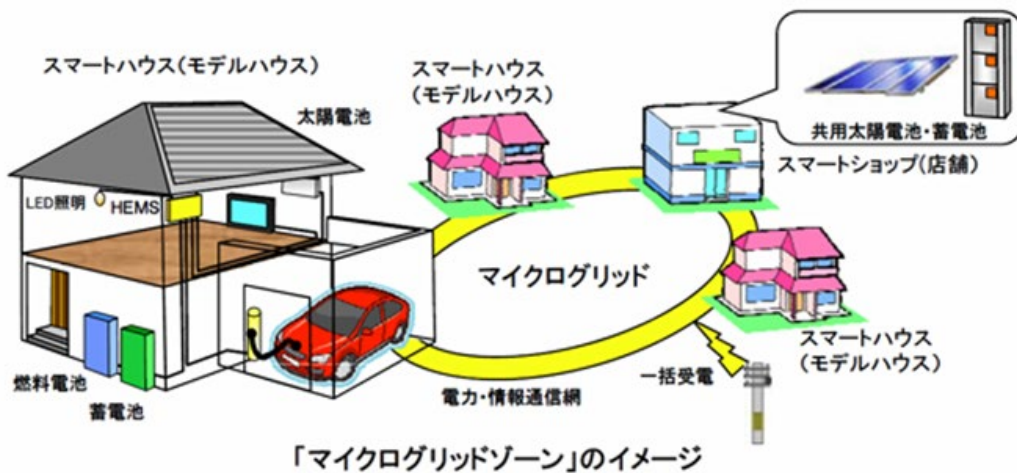 スマートハウス(モデルハウス)
太陽電池
LED照明
HEMS
燃料電池
蓄電池
スマートハウス
(モデルハウス)
共用太陽電池・蓄電池
スマートショップ(店舗)
マイクログリッド
スマートハウス
(モデルハウス)
一括受電
電力・情報通信網
「マイクログリッドゾーン」のイメージ